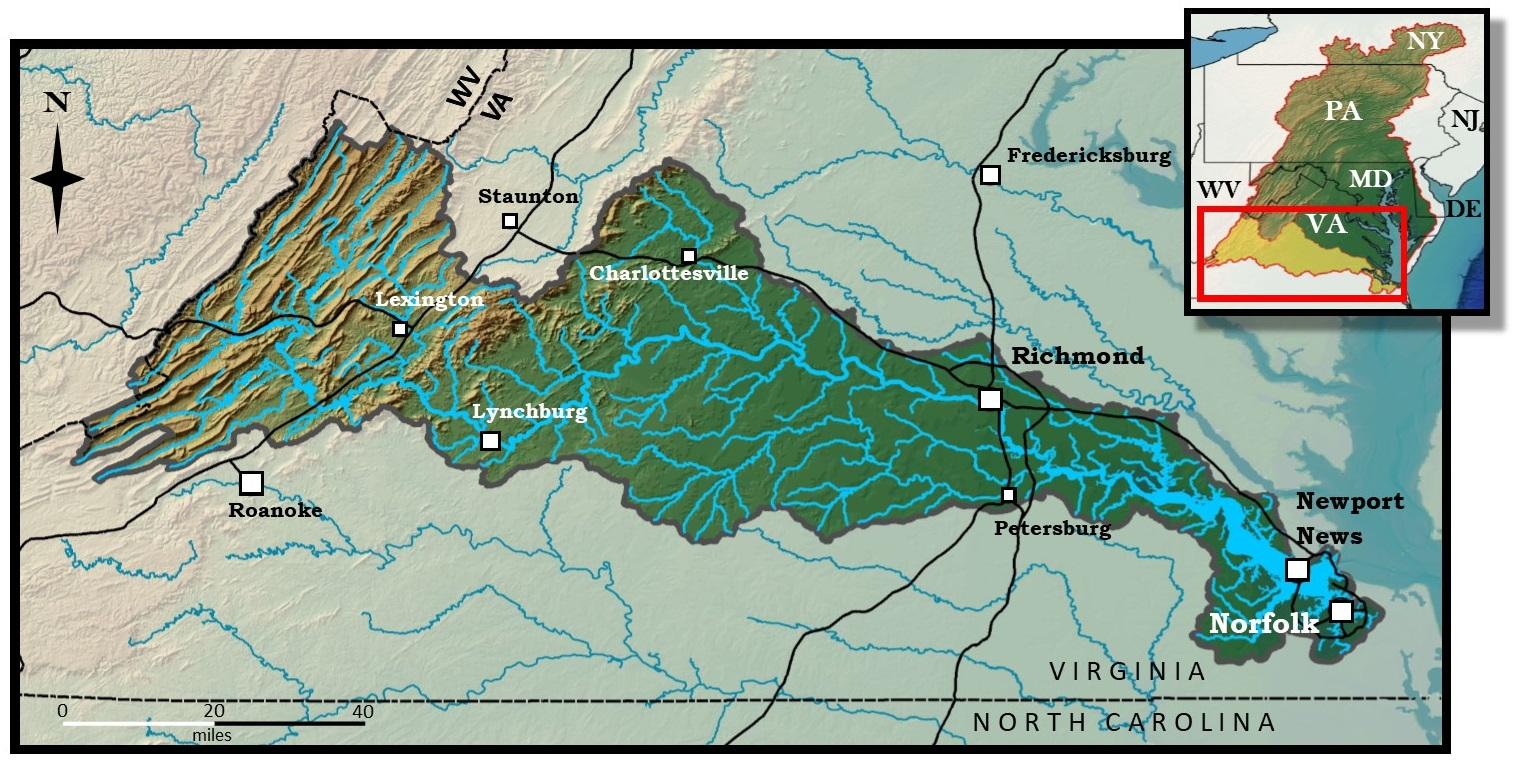 NY
PA
NJ
WV
MD
DE
VA
N
WV
VA
Fredericksburg
Staunton
Charlottesville
Lexington
Richmond
Lynchburg
Roanoke
Petersburg
Newport
News
Norfolk
VIRGINIA
NORTH CAROLINA
0 20 40
miles